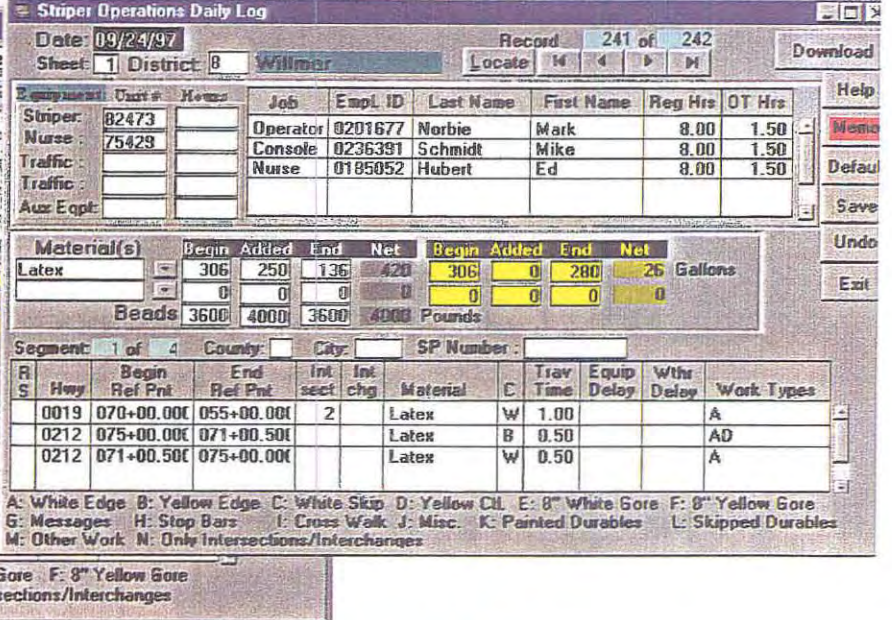 Striper Operations Daily Log
Date: 09/24/97 Record 241 of 242 Download
Sheet: 1 District: 8 Willmar Locate
Equipment Unit # Hours Job Empl. ID Last Name First Name Reg Hrs OT Hrs Help
Striper: 82473 Operator 0201677 Norbie Mark 8.00 1.50 Memo
Nurse : 75429 Console 0236391 Schmidt Mike 8.00 1.50
Traffic : Nurse 0185052 Hubert Ed 8.00 1.50 Defaul
Traffic :
Aux Eqpt: Save
Material(s) Begin Added End Net Begin Added End Net Undo
Latex 306 250 136 420 306 0 280 26 Gallons
0 0 0 0 0 0 0 0 Exit
Beads 3600 4000 3600 4000 Pounds
Segment: 1 of 4 County: City: SP Number :
R S Hwy Begin Ref Pnt End Ref Pnt Int sect Int chg Material C Trav Time Equip Delay Wthr Delay Work Types
0019 070+00.000 055+00.000 2 Latex W 1.00 A
0212 075+00.000 071+00.500 Latex B 0.50 AD
0212 071+00.500 075+00.000 Latex W 0.50 A
A: White Edge B: Yellow Edge C: White Skip D: Yellow Ctl. E: 8" White Gore F: 8" Yellow Gore
G: Messages H: Stop Bars I: Cross Walk J: Misc. K: Painted Durables L: Skipped Durables
M: Other Work N: Only Intersections/Interchanges
Gore F: 8" Yellow Gore
sections/Interchanges